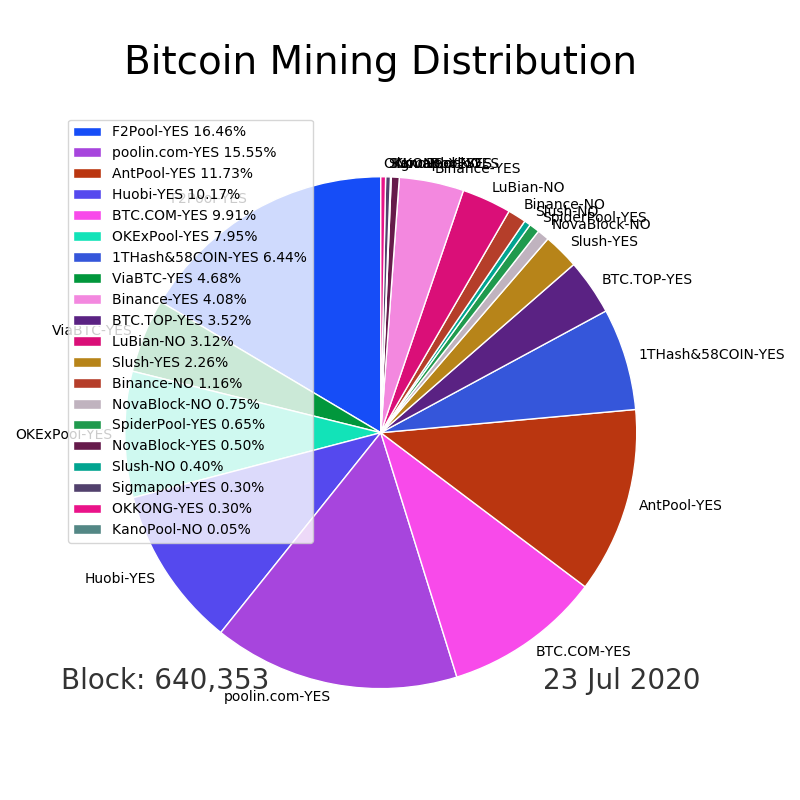 Bitcoin Mining Distribution
F2Pool-YES 16.46%
poolin.com-YES 15.55%
AntPool-YES 11.73%
Huobi-YES 10.17%
BTC.COM-YES 9.91%
OKExPool-YES 7.95%
1THash&58COIN-YES 6.44%
ViaBTC-YES 4.68%
Binance-YES 4.08%
BTC.TOP-YES 3.52%
LuBian-NO 3.12%
Slush-YES 2.26%
Binance-NO 1.16%
NovaBlock-NO 0.75%
SpiderPool-YES 0.65%
NovaBlock-YES 0.50%
Slush-NO 0.40%
Sigmapool-YES 0.30%
OKKONG-YES 0.30%
KanoPool-NO 0.05%
Binance-YES
LuBian-NO
Binance-NO
Slush-NO
SpiderPool-YES
NovaBlock-NO
Slush-YES
BTC.TOP-YES
1THash&58COIN-YES
AntPool-YES
BTC.COM-YES
poolin.com-YES
Huobi-YES
OKExPool-YES
ViaBTC-YES
F2Pool-YES
Block: 640,353
23 Jul 2020